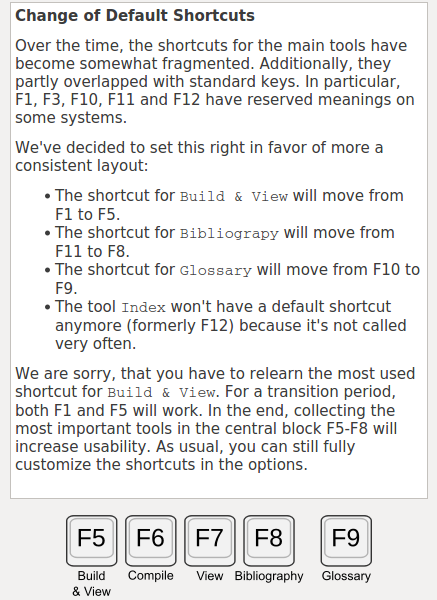 Change of Default Shortcuts
Over the time, the shortcuts for the main tools have
become somewhat fragmented. Additionally, they
partly overlapped with standard keys. In particular,
F1, F3, F10, F11 and F12 have reserved meanings on
some systems.
We've decided to set this right in favor of more a
consistent layout:
• The shortcut for Build & View will move from
F1 to F5.
• The shortcut for Bibliograpy will move from
F11 to F8.
• The shortcut for Glossary will move from F10 to
F9.
• The tool Index won't have a default shortcut
anymore (formerly F12) because it's not called
very often.
We are sorry, that you have to relearn the most used
shortcut for Build & View. For a transition period,
both F1 and F5 will work. In the end, collecting the
most important tools in the central block F5-F8 will
increase usability. As usual, you can still fully
customize the shortcuts in the options.
F5 F6 F7 F8 F9
Build Compile View Bibliography Glossary
& View